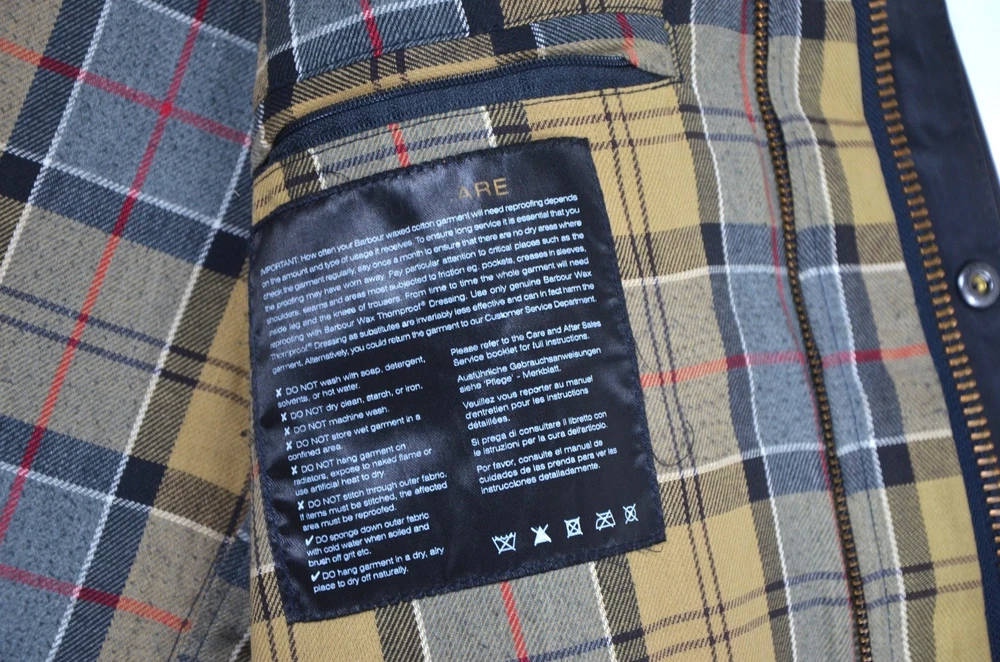 ARE
IMPORTANT. How often your Barbour waxed cotton garment will need reproofing depends
on the amount and type of usage it receives. To ensure long service it is essential that you
check the garment regularly, say once a month to ensure that there are no dry areas where
the proofing may have worn away. Pay particular attention to critical places such as the
shoulders, seams and areas most subjected to friction eg. pockets, creases in sleeves,
inside leg and the knees of trousers. From time to time the whole garment will need
reproofing with Barbour Wax Thornproof® Dressing. Use only genuine Barbour Wax
Thornproof® Dressing as substitutes are invariably less effective and can in fact harm the
garment. Alternatively, you could return the garment to our Customer Service Department.
✗ DO NOT wash with soap, detergent,
solvents, or hot water.
✗ DO NOT dry clean, starch, or iron.
✗ DO NOT machine wash.
✗ DO NOT store wet garment in a
confined area.
✗ DO NOT hang garment on
radiators, expose to naked flame or
use artificial heat to dry.
✗ DO NOT stitch through outer fabric.
If items must be stitched, the affected
area must be reproofed.
✓ DO sponge down outer fabric
with cold water when soiled and
brush off grit etc.
✓ DO hang garment in a dry, airy
place to dry off naturally.
Please refer to the Care and After Sales
Service booklet for full instructions.
Ausführliche Gebrauchsanweisungen
siehe 'Pflege' - Merkblatt.
Veuillez vous reporter au manuel
d'entretien pour les instructions
détaillées.
Si prega di consultare il libretto con
le istruzioni per la cura dell'articolo.
Por favor, consulte el manual de
cuidados de las prenda para ver las
instrucciones detalladamente.